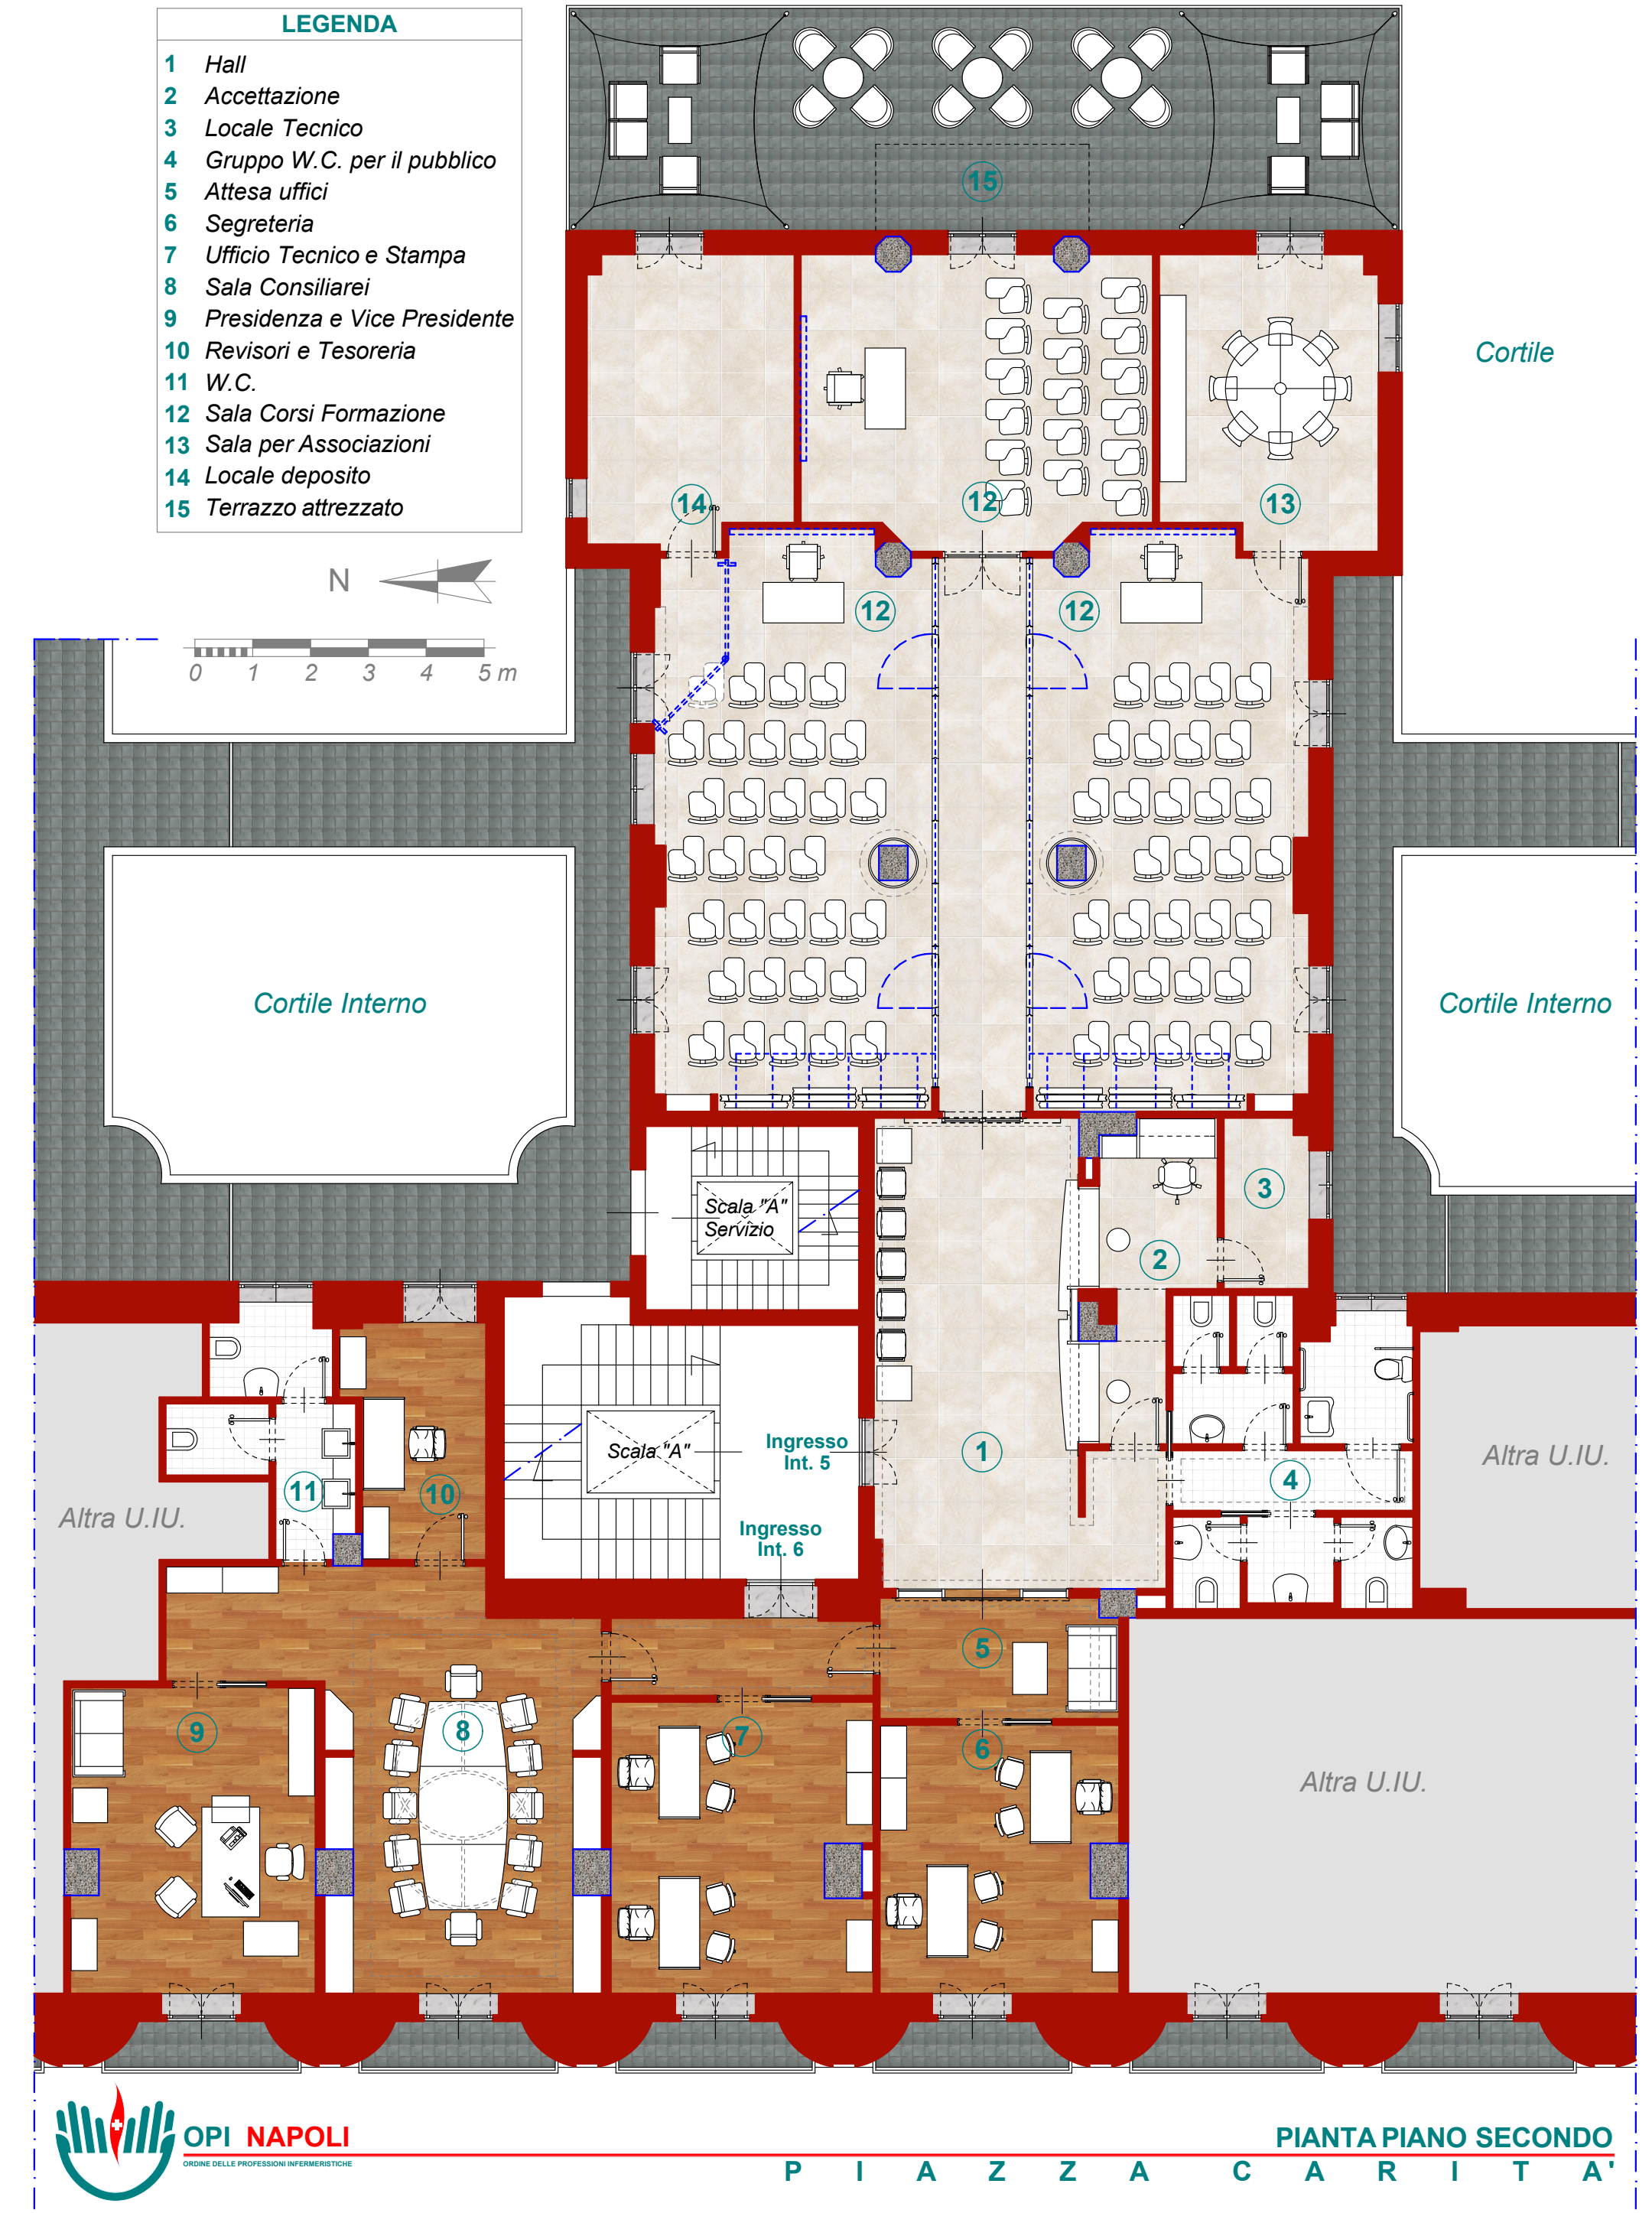 LEGENDA
1 Hall
2 Accettazione
3 Locale Tecnico
4 Gruppo W.C. per il pubblico
5 Attesa uffici
6 Segreteria
7 Ufficio Tecnico e Stampa
8 Sala Consiliarei
9 Presidenza e Vice Presidente
10 Revisori e Tesoreria
11 W.C.
12 Sala Corsi Formazione
13 Sala per Associazioni
14 Locale deposito
15 Terrazzo attrezzato
15
Cortile
14
12
13
N
0 1 2 3 4 5 m
12
12
Cortile Interno
Cortile Interno
Scala "A"
Servizio
3
2
Scala "A"
Ingresso
Int. 5
1
Altra U.IU.
4
11
10
Altra U.IU.
Ingresso
Int. 6
5
9
8
7
6
Altra U.IU.
OPI NAPOLI
ORDINE DELLE PROFESSIONI INFERMERISTICHE
PIANTA PIANO SECONDO
PIAZZA CARITA'